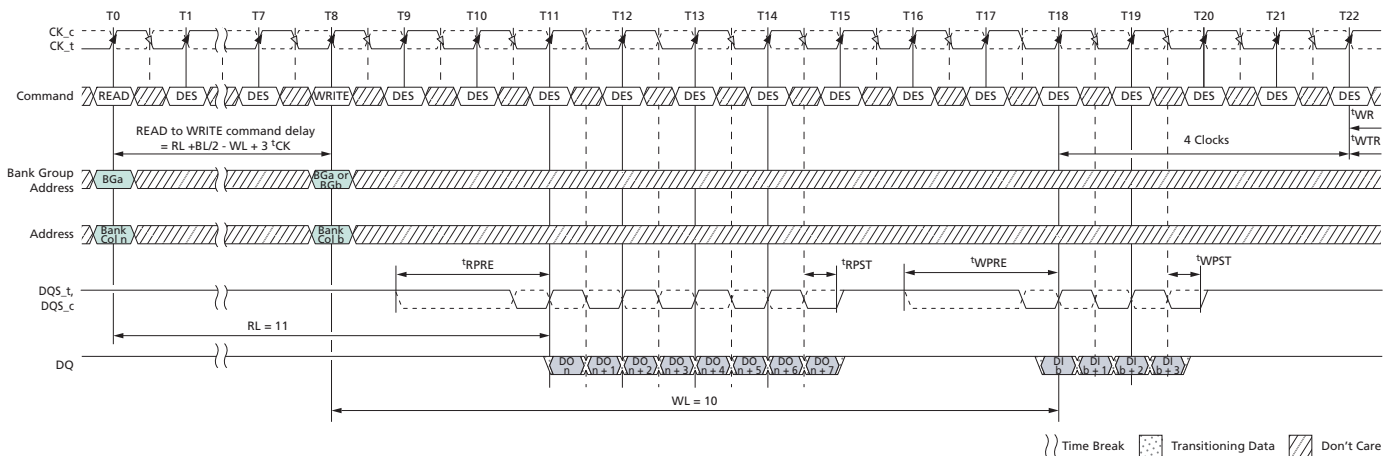 T0 T1 T7 T8 T9 T10 T11 T12 T13 T14 T15 T16 T17 T18 T19 T20 T21 T22
CK_c
CK_t
Command READ DES DES WRITE DES DES DES DES DES DES DES DES DES DES DES DES DES DES
READ to WRITE command delay
= RL +BL/2 - WL + 3 tCK
4 Clocks
tWR
tWTR
Bank Group
Address
BGa
BGa or
BGb
Address
Bank
Col n
Bank
Col b
tRPRE tRPST tWPRE tWPST
DQS_t,
DQS_c
RL = 11
DQ
DO
n
DO
n + 1
DO
n + 2
DO
n + 3
DO
n + 4
DO
n + 5
DO
n + 6
DO
n + 7
DI
b
DI
b + 1
DI
b + 2
DI
b + 3
WL = 10
Time Break Transitioning Data Don't Care